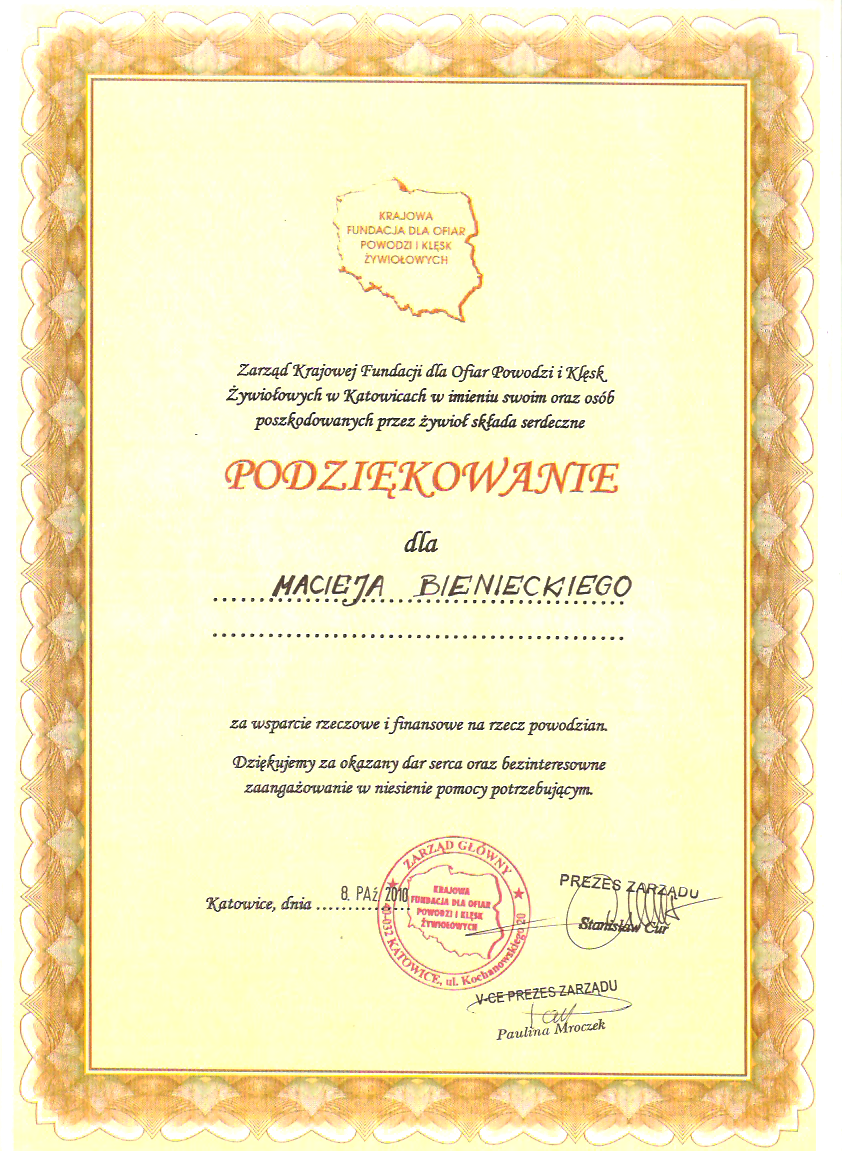 KRAJOWA
FUNDACJA DLA OFIAR
POWODZI I KLĘSK
ŻYWIOŁOWYCH
Zarząd Krajowej Fundacji dla Ofiar Powodzi i Klęsk
Żywiołowych w Katowicach w imieniu swoim oraz osób
poszkodowanych przez żywioł składa serdeczne
PODZIĘKOWANIE
dla
MACIEJA BIENIECKIEGO
za wsparcie rzeczowe i finansowe na rzecz powodzian.
Dziękujemy za okazany dar serca oraz bezinteresowne
zaangażowanie w niesienie pomocy potrzebującym.
Katowice, dnia 8. PAŹ 2010
ZARZĄD GŁÓWNY
KRAJOWA
FUNDACJA DLA OFIAR
POWODZI I KLĘSK
ŻYWIOŁOWYCH
40-032 KATOWICE, ul. Kochanowskiego 20
PREZES ZARZĄDU
Stanisław Cur
V-CE PREZES ZARZĄDU
Paulina Mroczek